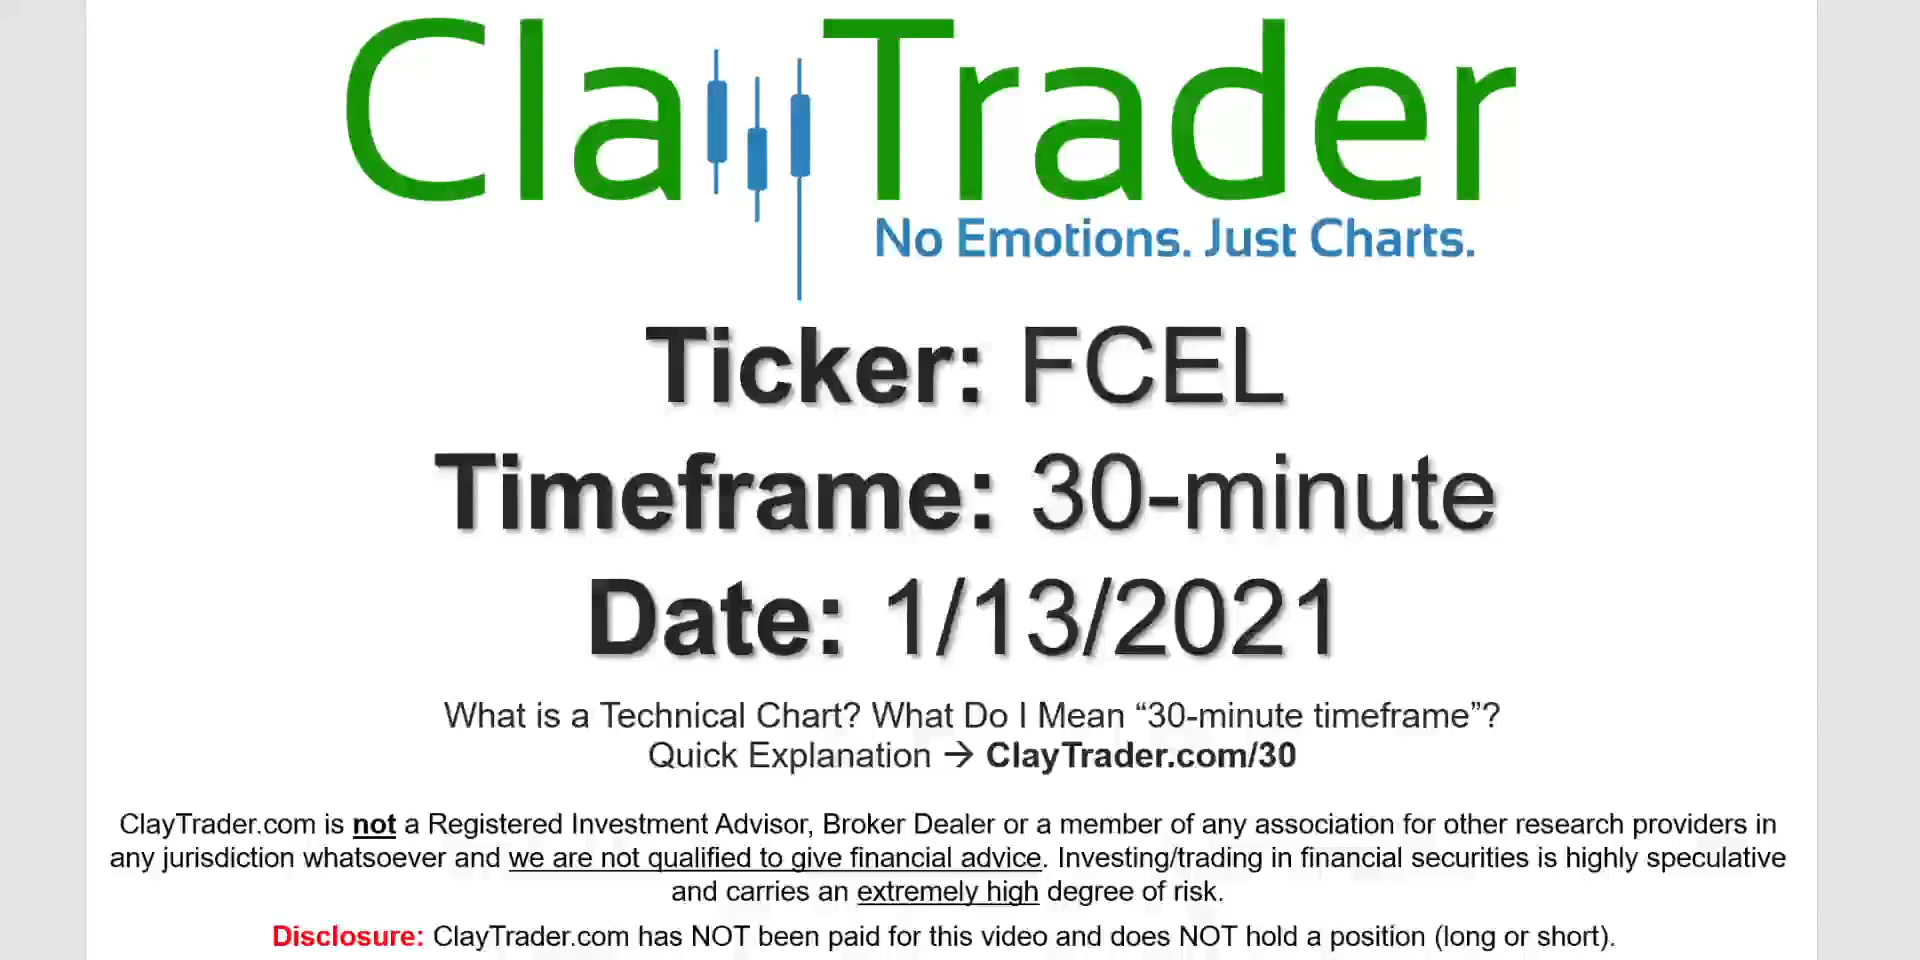 ClayTrader
No Emotions. Just Charts.
Ticker: FCEL
Timeframe: 30-minute
Date: 1/13/2021
What is a Technical Chart? What Do I Mean “30-minute timeframe”?
Quick Explanation → ClayTrader.com/30
ClayTrader.com is not a Registered Investment Advisor, Broker Dealer or a member of any association for other research providers in
any jurisdiction whatsoever and we are not qualified to give financial advice. Investing/trading in financial securities is highly speculative
and carries an extremely high degree of risk.
Disclosure: ClayTrader.com has NOT been paid for this video and does NOT hold a position (long or short).